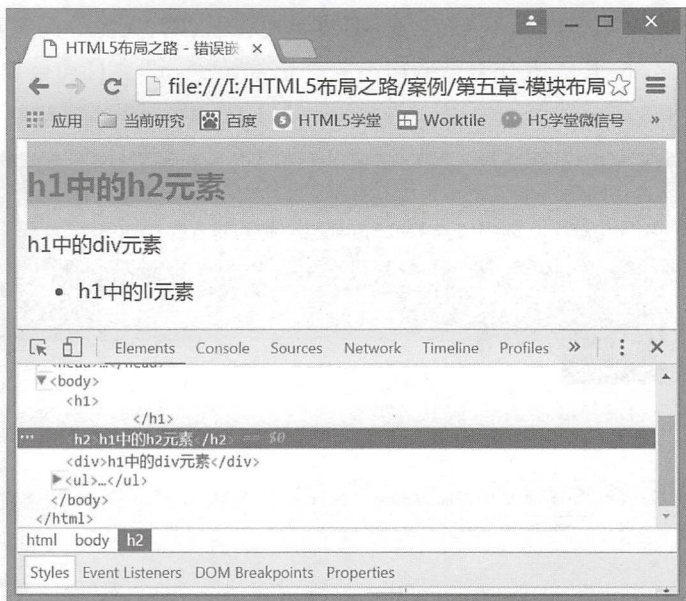 HTML5布局之路 - 错误嵌
file:///I:/HTML5布局之路/案例/第五章-模块布局
应用 当前研究 百度 HTML5学堂 Worktile H5学堂微信号 »
h1中的h2元素
h1中的div元素
• h1中的li元素
Elements Console Sources Network Timeline Profiles »
▼<body>
<h1>
</h1>
... <h2>h1中的h2元素</h2> == $0
<div>h1中的div元素</div>
▶<ul>…</ul>
</body>
</html>
html body h2
Styles Event Listeners DOM Breakpoints Properties